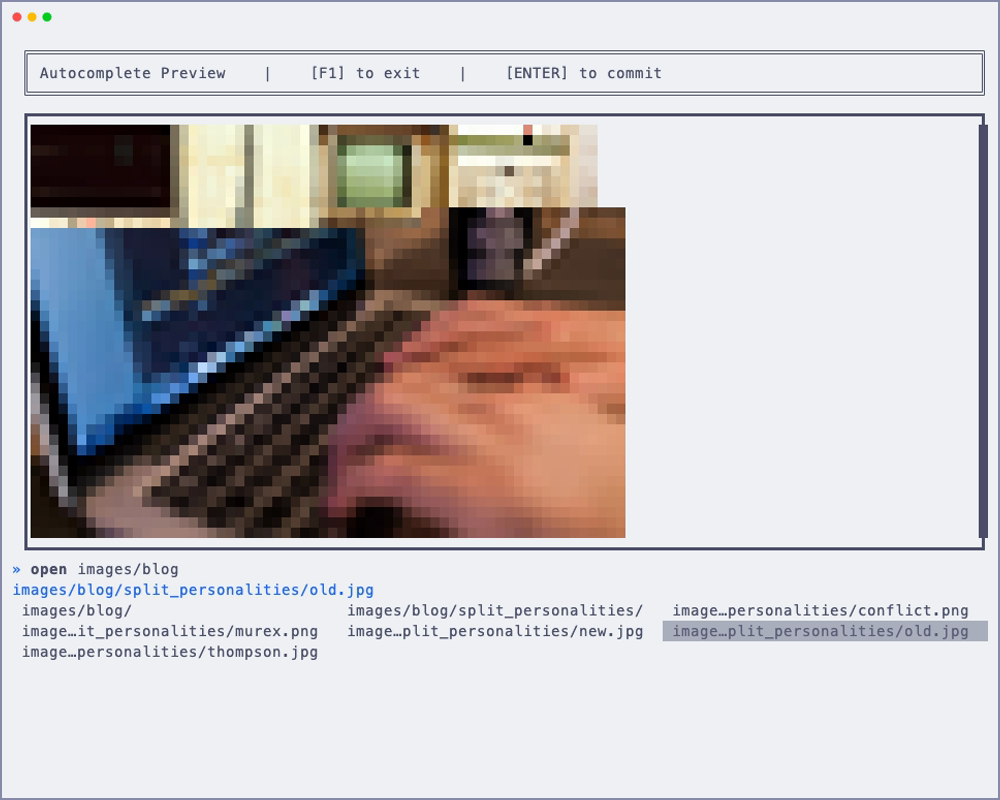 Autocomplete Preview | [F1] to exit | [ENTER] to commit
» open images/blog
images/blog/split_personalities/old.jpg
images/blog/ images/blog/split_personalities/ image…personalities/conflict.png
image…it_personalities/murex.png image…plit_personalities/new.jpg image…plit_personalities/old.jpg
image…personalities/thompson.jpg